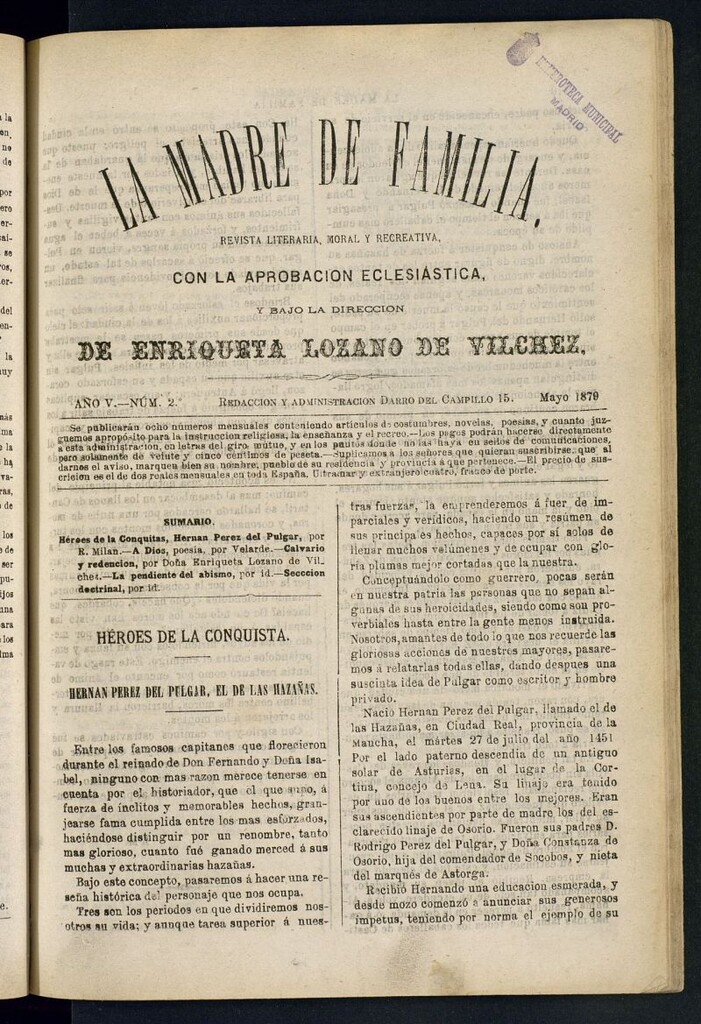 HEMEROTECA MUNICIPAL
MADRID
LA MADRE DE FAMILIA.
REVISTA LITERARIA, MORAL Y RECREATIVA,
CON LA APROBACION ECLESIÁSTICA,
Y BAJO LA DIRECCION
DE ENRIQUETA LOZANO DE VILCHEZ.
AÑO V.—NÚM. 2.° REDACCION Y ADMINISTRACION DARRO DEL CAMPILLO 15. Mayo 1879
Se publicarán ocho números mensuales conteniendo artículos de costumbres, novelas, poesias, y cuanto juz-
guemos apropósito para la instruccion religiosa, la enseñanza y el recreo.—Los pagos podrán hacerse directamente
a esta administracion, en letras del giro mútuo, y en los puntos donde no las haya en sellos de comunicaciones,
pero solamente de veinte y cinco céntimos de peseta.—Suplicamos á los señores que quieran suscribirse, que al
darnos el aviso, marquen bien su nombre, pueblo de su residencia y provincia á que pertenece.—El precio de sus-
cricion es el de dos reales mensuales en toda España. Ultramar y extranjero cuatro, franco de porte.
SUMARIO.
Héroes de la Conquitas, Hernan Perez del Pulgar, por
R. Milan.—A Dios, poesia, por Velarde.—Calvario
y redencion, por Doña Enriqueta Lozano de Vil-
chez.—La pendiente del abismo, por id.—Seccion
doctrinal, por id.
HÉROES DE LA CONQUISTA.
HERNAN PEREZ DEL PULGAR, EL DE LAS HAZAÑAS.
Entre los famosos capitanes que florecieron
durante el reinado de Don Fernando y Doña Isa-
bel, ninguno con mas razon merece tenerse en
cuenta por el historiador, que el que supo, á
fuerza de ínclitos y memorables hechos, gran-
jearse fama cumplida entre los mas esforzados,
haciéndose distinguir por un renombre, tanto
mas glorioso, cuanto fué ganado merced á sus
muchas y extraordinarias hazañas.
Bajo este concepto, pasaremos á hacer una re-
seña histórica del personaje que nos ocupa.
Tres son los periodos en que dividiremos nos-
otros su vida; y aunque tarea superior á nues-
tras fuerzas, la emprenderemos á fuer de im-
parciales y verídicos, haciendo un resúmen de
sus principales hechos, capaces por sí solos de
llenar muchos volúmenes y de ocupar con glo-
ria plumas mejor cortadas que la nuestra.
Conceptuándolo como guerrero, pocas serán
en nuestra patria las personas que no sepan al-
gunas de sus heroicidades, siendo como son pro-
verbiales hasta entre la gente menos instruida.
Nosotros, amantes de todo lo que nos recuerde las
gloriosas acciones de nuestros mayores, pasare-
mos á relatarlas todas ellas, dando despues una
suscinta idea de Pulgar como escritor y hombre
privado.
Nació Hernan Perez del Pulgar, llamado el de
las Hazañas, en Ciudad Real, provincia de la
Mancha, el mártes 27 de julio del año 1451
Por el lado paterno descendia de un antiguo
solar de Asturias, en el lugar de la Cor-
tina, concejo de Lena. Su linaje era tenido
por uno de los buenos entre los mejores. Eran
sus ascendientes por parte de madre los del es-
clarecido linaje de Osorio. Fueron sus padres D.
Rodrigo Perez del Pulgar, y Doña Constanza de
Osorio, hija del comendador de Socobos, y nieta
del marqués de Astorga.
Recibió Hernando una educacion esmerada, y
desde mozo comenzó á anunciar sus generosos
ímpetus, teniendo por norma el ejemplo de su